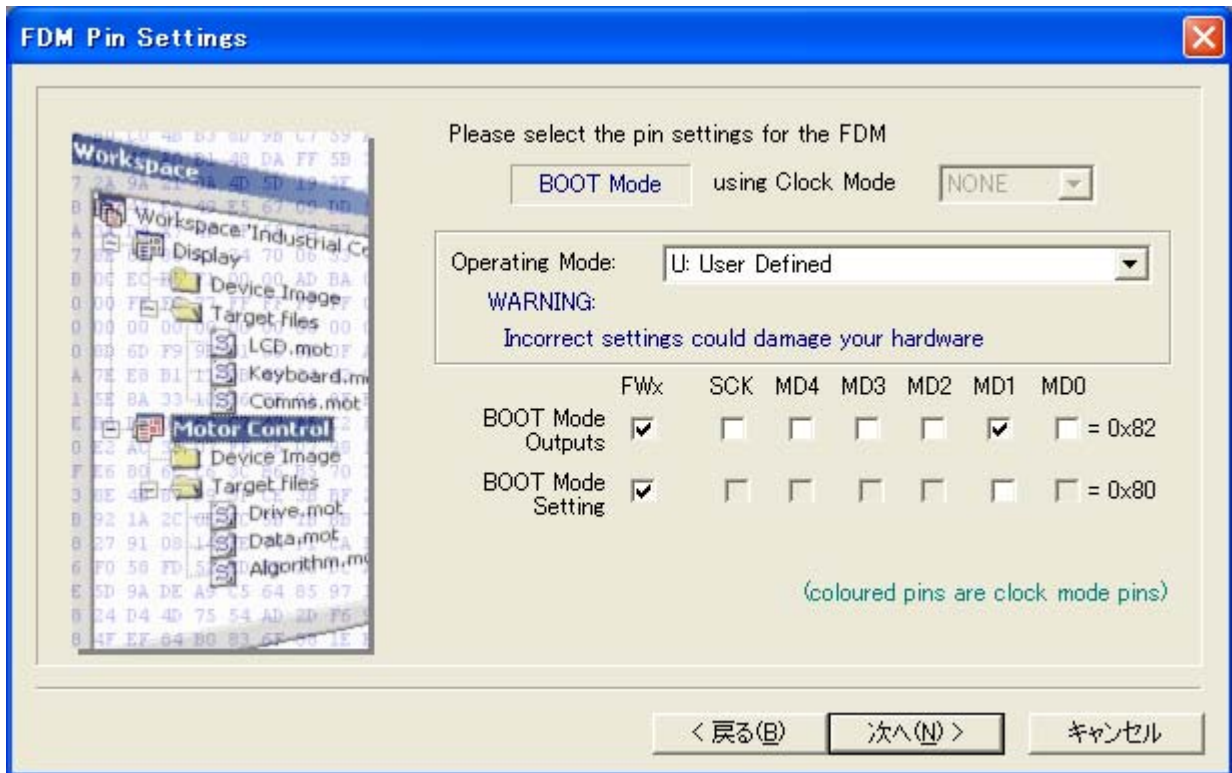 FDM Pin Settings
Workspace
Workspace 'Industrial Co
Display
Device Image
Target files
LCD.mot
Keyboard.m
Comms.mot
Motor Control
Device Image
Target files
Drive.mot
Data.mot
Algorithm.mo
Please select the pin settings for the FDM
BOOT Mode using Clock Mode NONE
Operating Mode: U: User Defined
WARNING:
Incorrect settings could damage your hardware
FWx SCK MD4 MD3 MD2 MD1 MD0
BOOT Mode
Outputs = 0x82
BOOT Mode
Setting = 0x80
(coloured pins are clock mode pins)
< 戻る(B) 次へ(N) > キャンセル